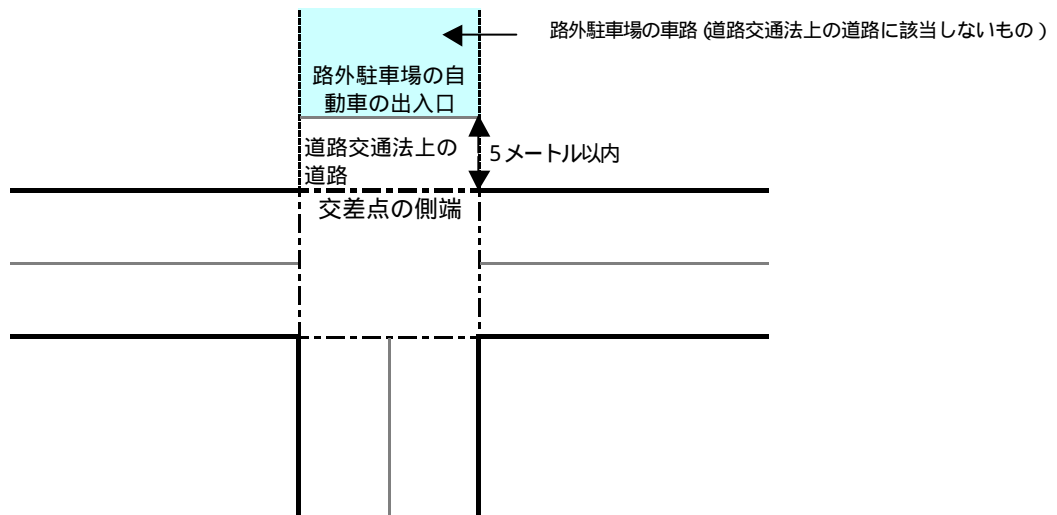 路外駐車場の車路（道路交通法上の道路に該当しないもの）
路外駐車場の自
動車の出入口
道路交通法上の
道路
5メートル以内
交差点の側端